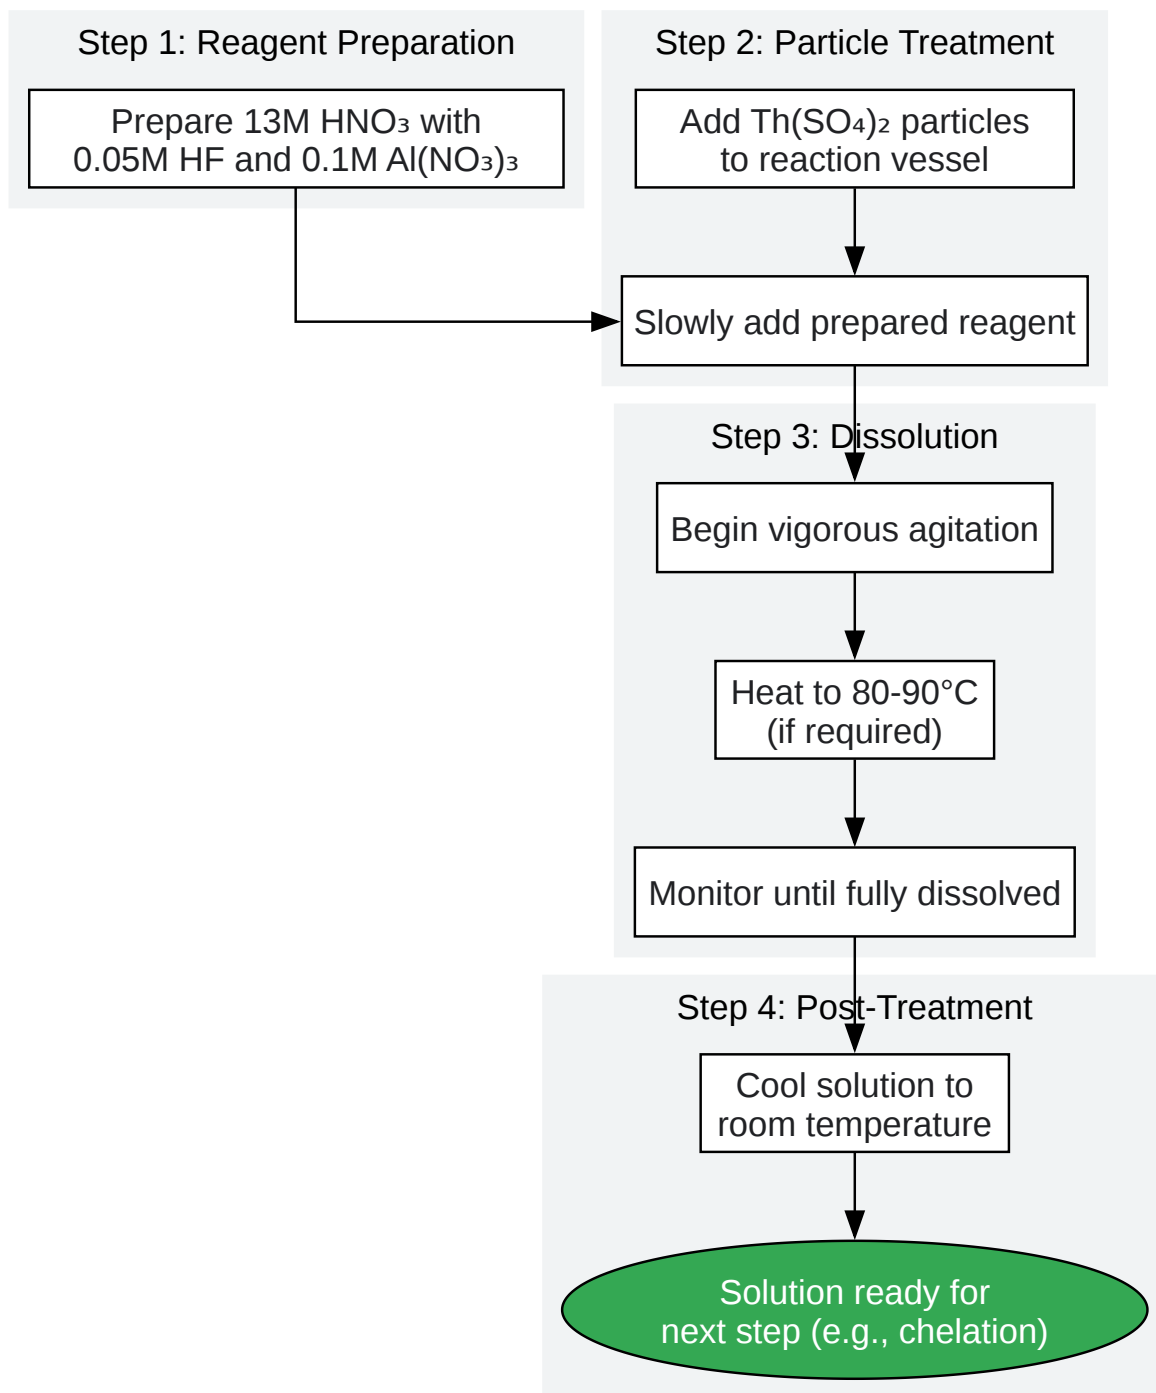 Step 1: Reagent Preparation
Prepare 13M HNO₃ with
0.05M HF and 0.1M Al(NO₃)₃
Step 2: Particle Treatment
Add Th(SO₄)₂ particles
to reaction vessel
Slowly add prepared reagent
Step 3: Dissolution
Begin vigorous agitation
Heat to 80-90°C
(if required)
Monitor until fully dissolved
Step 4: Post-Treatment
Cool solution to
room temperature
Solution ready for
next step (e.g., chelation)